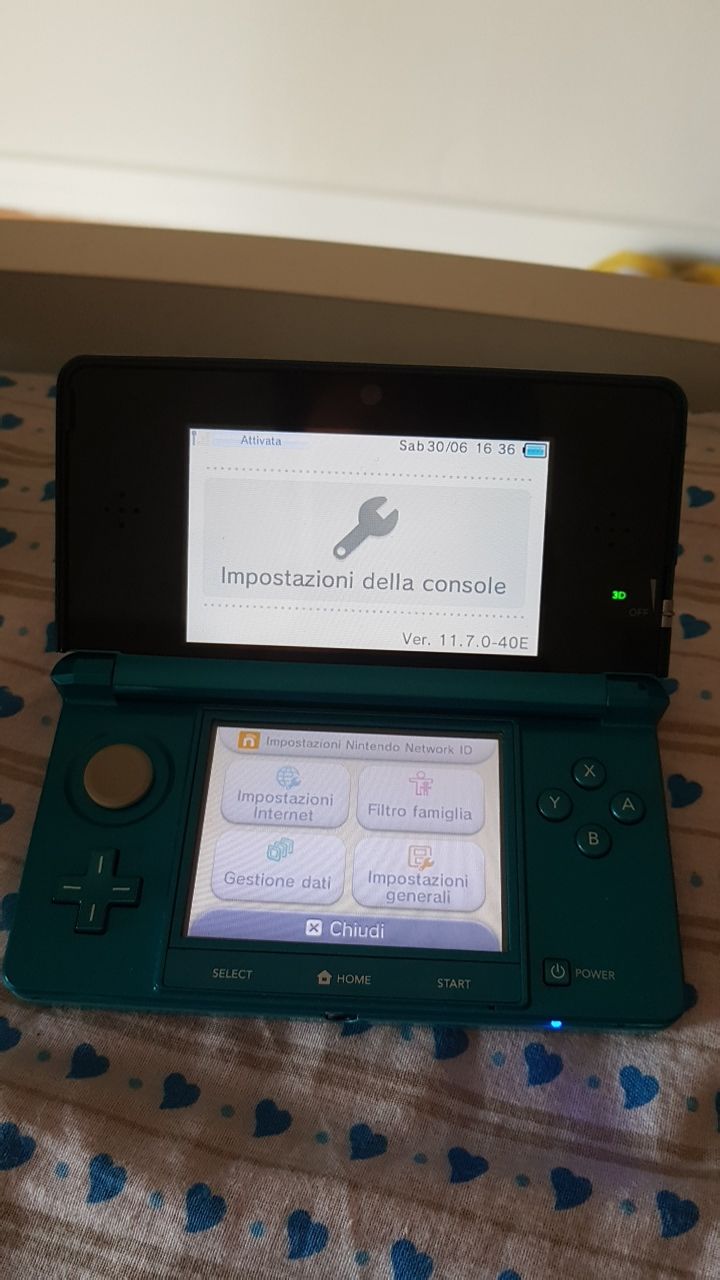 Attivata
Sab 30/06 16 36
Impostazioni della console
Ver. 11.7.0-40E
3D
OFF
Impostazioni Nintendo Network ID
Impostazioni
Internet
Filtro famiglia
Gestione dati
Impostazioni
generali
X Chiudi
X
Y
A
B
SELECT
HOME
START
POWER